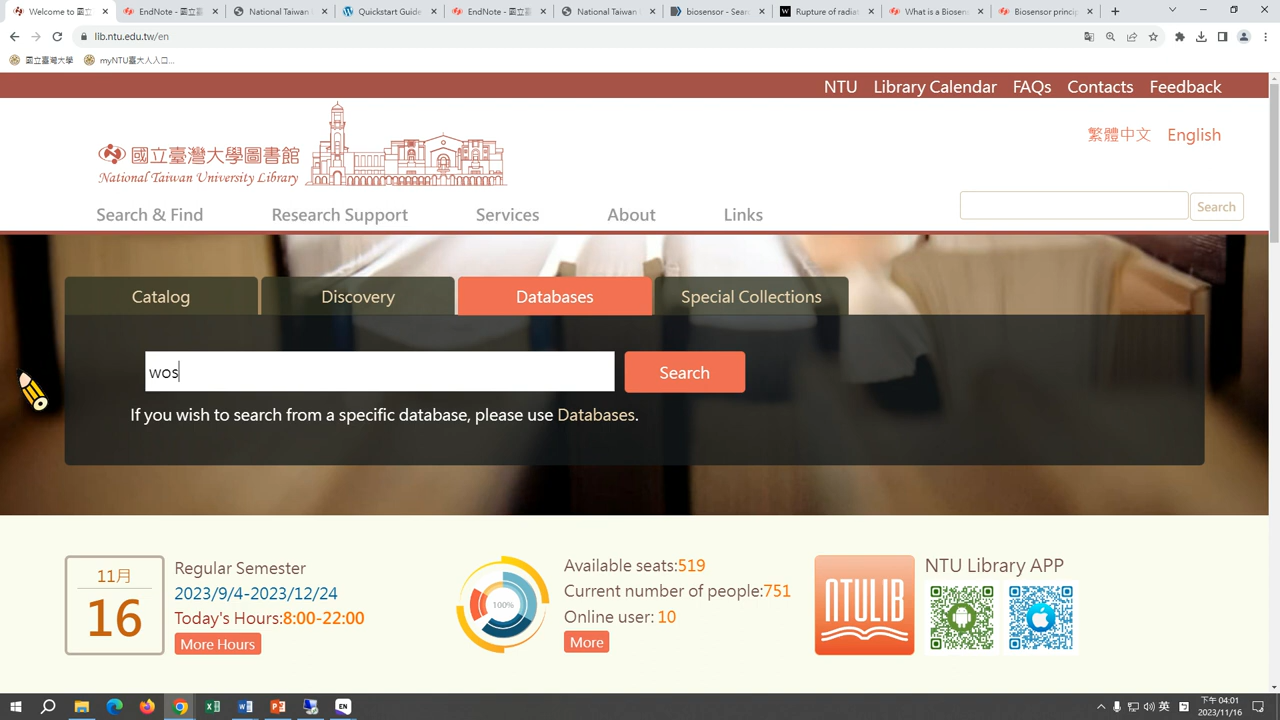 Welcome to 國立
EndNote - 國立
National Taiwan
Quickstart Guide
EndNote - 國立
National Taiwan
biosensor - Sear
Rupture of radiat
What is a Biosens
Biosensor princip
lib.ntu.edu.tw/en
國立臺灣大學
myNTU臺大人入口...
NTU
Library Calendar
FAQs
Contacts
Feedback
繁體中文
English
國立臺灣大學圖書館
National Taiwan University Library
Search & Find
Research Support
Services
About
Links
Search
Catalog
Discovery
Databases
Special Collections
wos
Search
If you wish to search from a specific database, please use Databases.
11月
16
Regular Semester
2023/9/4-2023/12/24
Today's Hours:8:00-22:00
More Hours
100%
Available seats:519
Current number of people:751
Online user: 10
More
NTULIB
NTU Library APP
EN
英
下午 04:01
2023/11/16